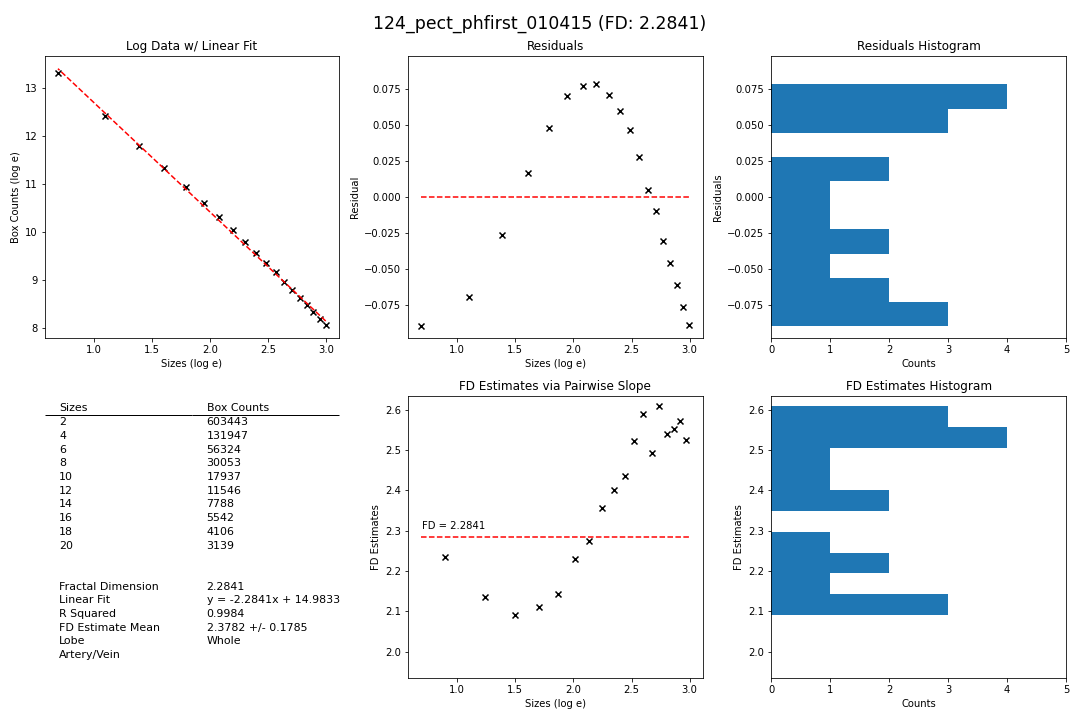 124_pect_phfirst_010415 (FD: 2.2841)
Log Data w/ Linear Fit
Box Counts (log e)
13
12
11
10
9
8
1.0 1.5 2.0 2.5 3.0
Sizes (log e)
Residuals
Residual
0.075
0.050
0.025
0.000
−0.025
−0.050
−0.075
1.0 1.5 2.0 2.5 3.0
Sizes (log e)
Residuals Histogram
Residuals
0.075
0.050
0.025
0.000
−0.025
−0.050
−0.075
0 1 2 3 4 5
Counts
Sizes Box Counts
2 603443
4 131947
6 56324
8 30053
10 17937
12 11546
14 7788
16 5542
18 4106
20 3139
Fractal Dimension 2.2841
Linear Fit y = -2.2841x + 14.9833
R Squared 0.9984
FD Estimate Mean 2.3782 +/- 0.1785
Lobe Whole
Artery/Vein
FD Estimates via Pairwise Slope
FD Estimates
2.6
2.5
2.4
2.3
2.2
2.1
2.0
FD = 2.2841
1.0 1.5 2.0 2.5 3.0
Sizes (log e)
FD Estimates Histogram
FD Estimates
2.6
2.5
2.4
2.3
2.2
2.1
2.0
0 1 2 3 4 5
Counts